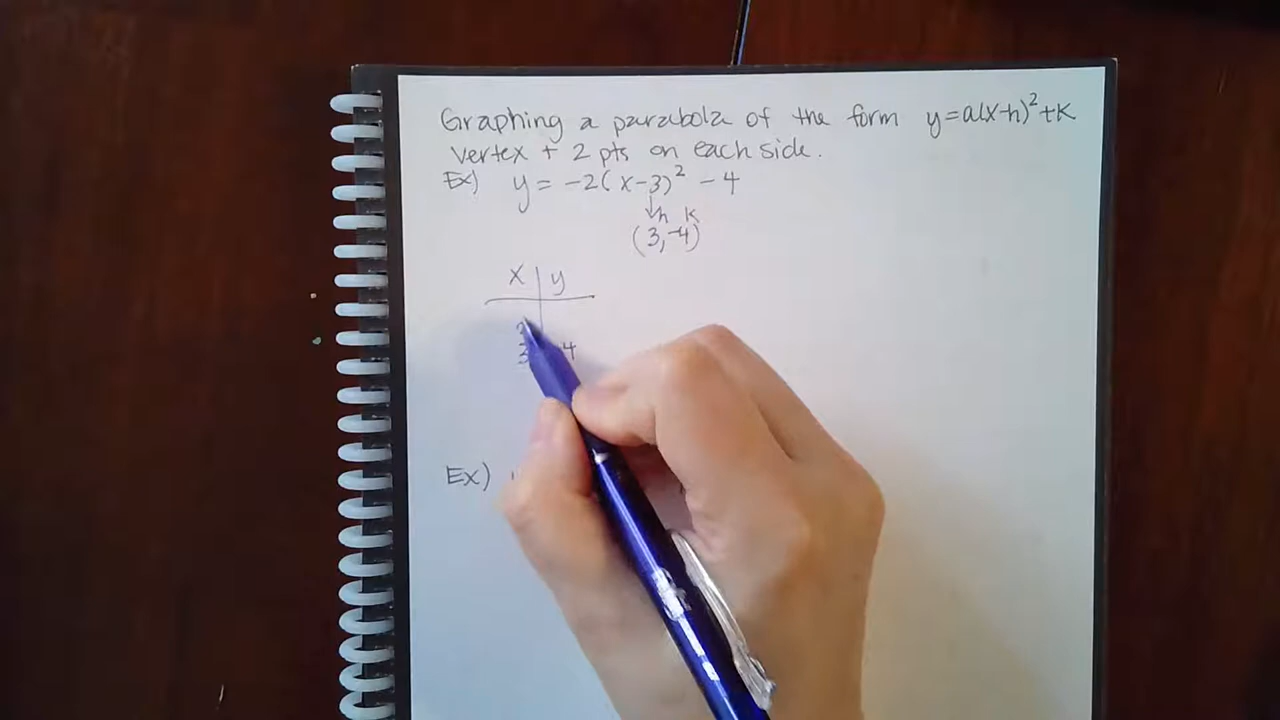 Graphing a parabola of the form y=a(x-h)²+k
vertex + 2 pts on each side.
Ex) y = -2(x-3)² - 4
↓h k
(3,-4)
x | y
2
3 -4
Ex)